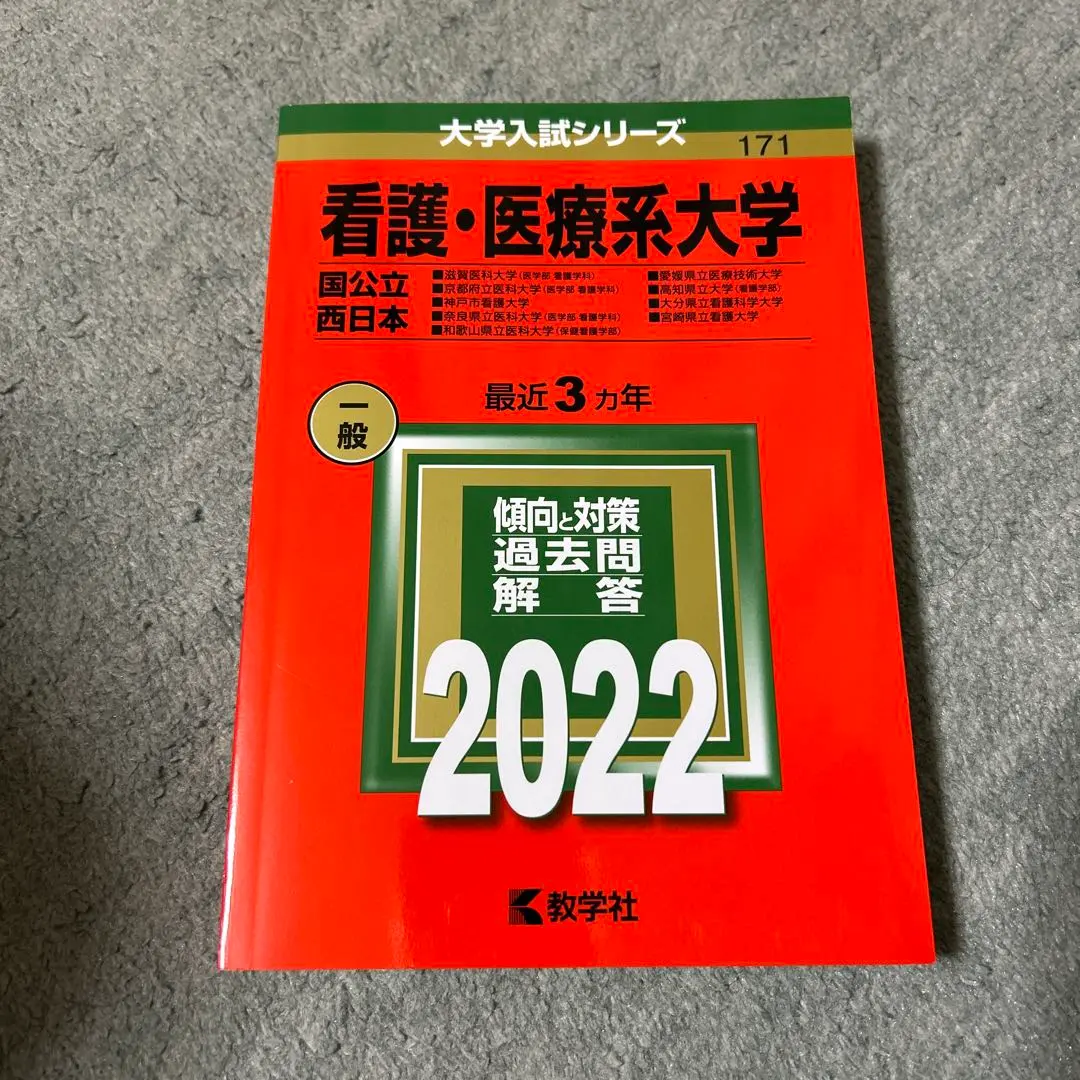 大学入試シリーズ
171
看護・医療系大学
国公立
西日本
■滋賀医科大学(医学部 看護学科)
■京都府立医科大学(医学部 看護学科)
■神戸市看護大学
■奈良県立医科大学(医学部 看護学科)
■和歌山県立医科大学(保健看護学部)
■愛媛県立医療技術大学
■高知県立大学(看護学部)
■大分県立看護科学大学
■宮崎県立看護大学
最近3カ年
一般
傾向と対策
過去問
解答
2022
教学社